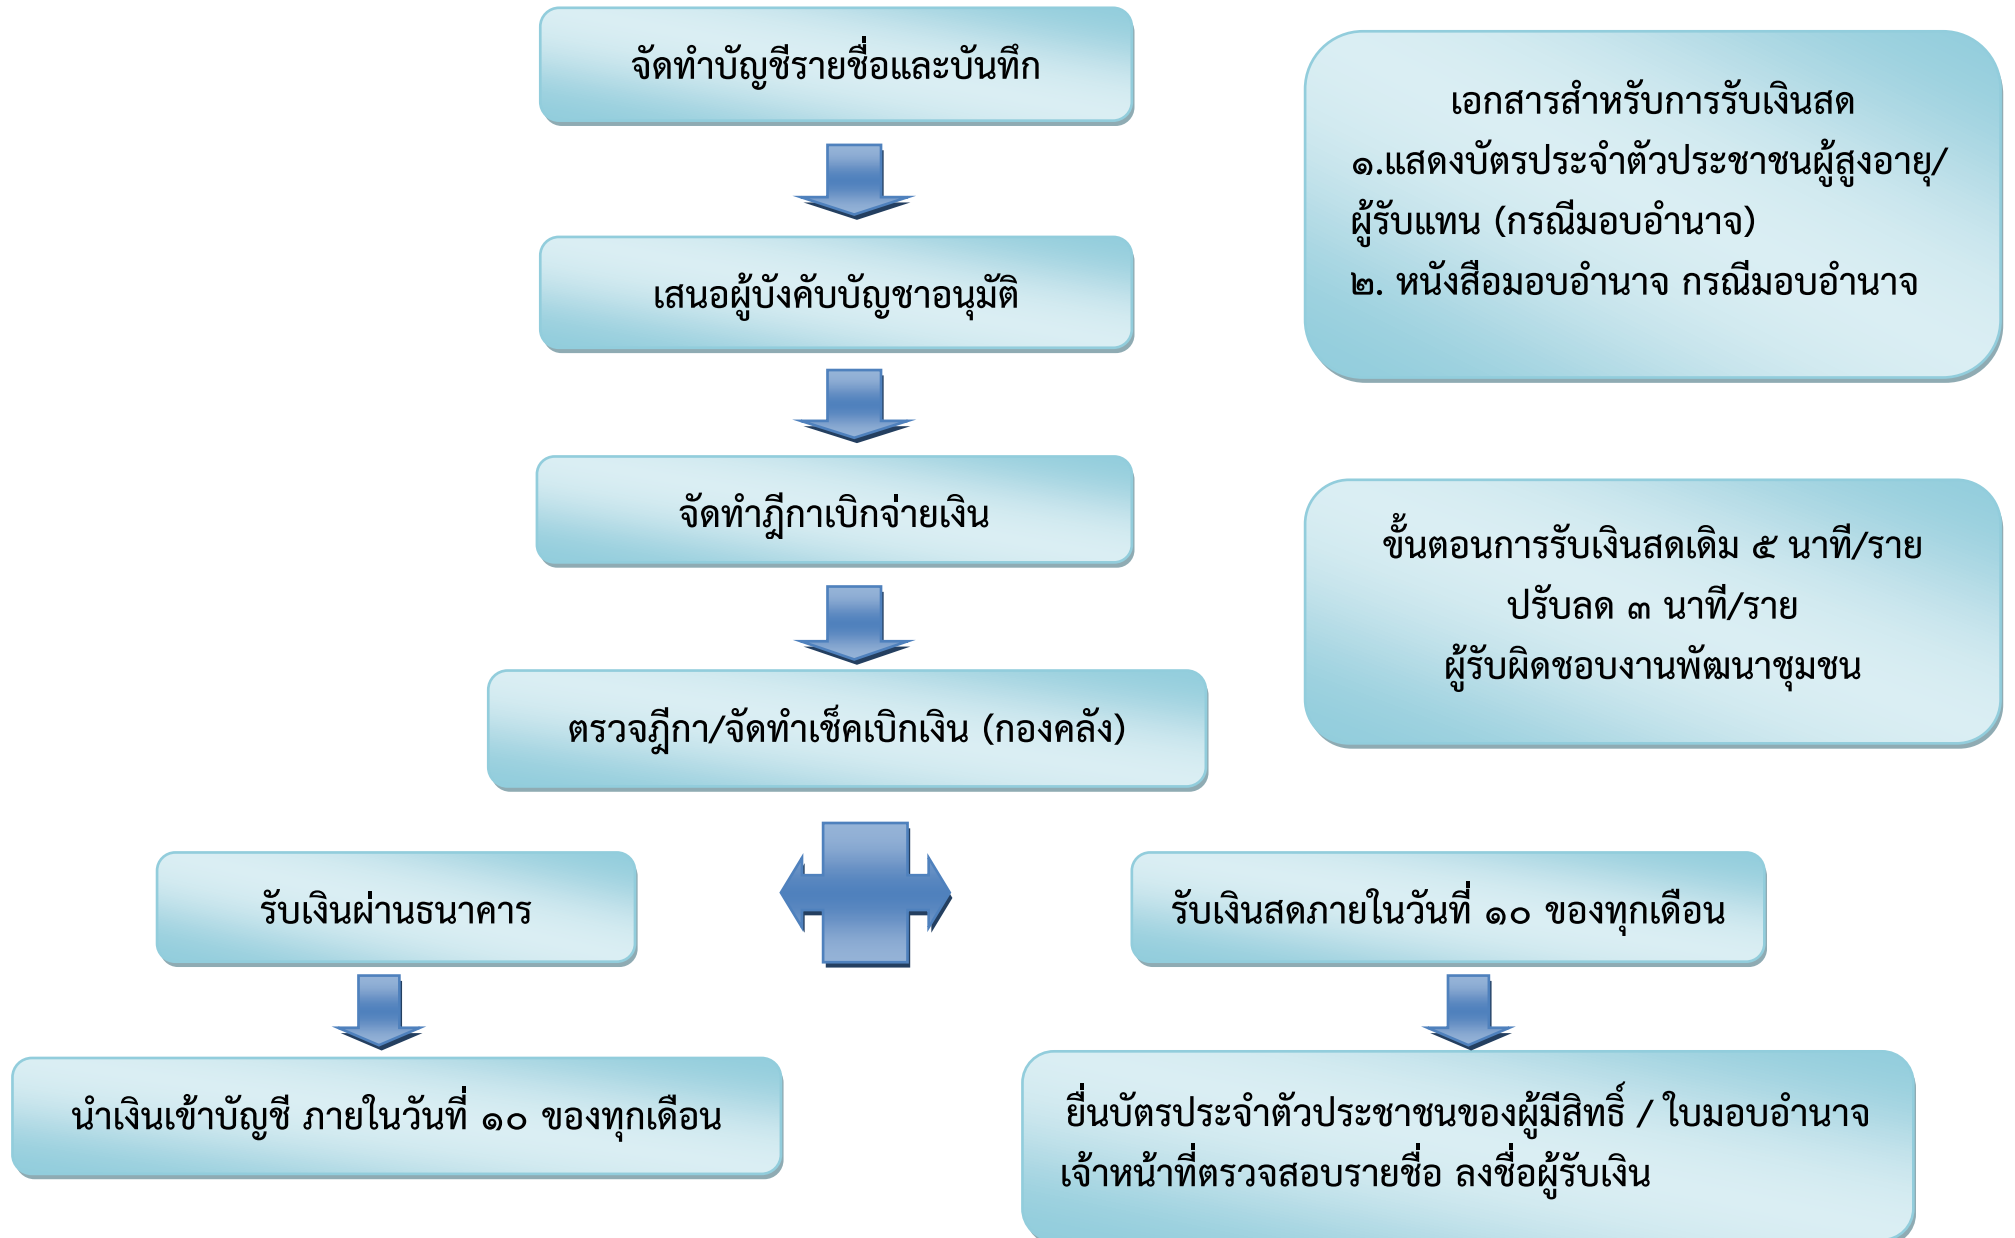 จัดทำบัญชีรายชื่อและบันทึก
เสนอผู้บังคับบัญชาอนุมัติ
จัดทำฎีกาเบิกจ่ายเงิน
ตรวจฎีกา/จัดทำเช็คเบิกเงิน (กองคลัง)
รับเงินผ่านธนาคาร
นำเงินเข้าบัญชี ภายในวันที่ ๑๐ ของทุกเดือน
รับเงินสดภายในวันที่ ๑๐ ของทุกเดือน
ยื่นบัตรประจำตัวประชาชนของผู้มีสิทธิ์ / ใบมอบอำนาจ
เจ้าหน้าที่ตรวจสอบรายชื่อ ลงชื่อผู้รับเงิน
เอกสารสำหรับการรับเงินสด
๑.แสดงบัตรประจำตัวประชาชนผู้สูงอายุ/
ผู้รับแทน (กรณีมอบอำนาจ)
๒. หนังสือมอบอำนาจ กรณีมอบอำนาจ
ขั้นตอนการรับเงินสดเดิม ๕ นาที/ราย
ปรับลด ๓ นาที/ราย
ผู้รับผิดชอบงานพัฒนาชุมชน